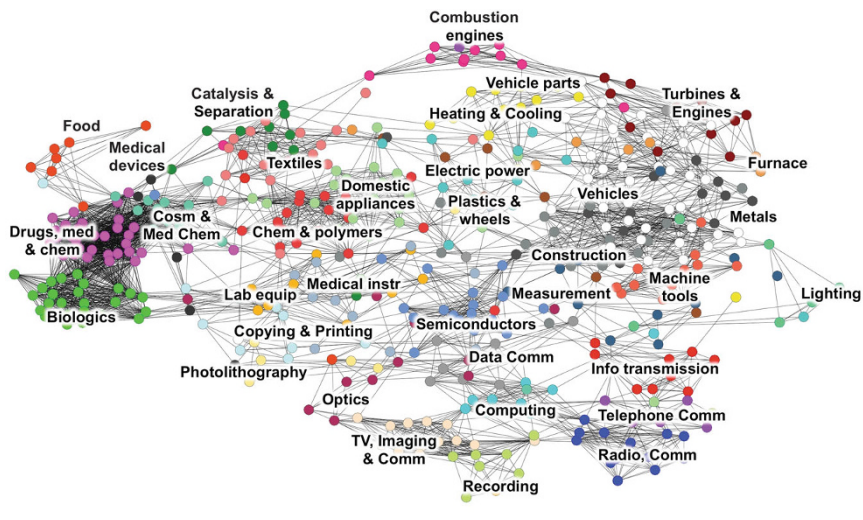 Combustion
engines
Vehicle parts
Catalysis &
Separation
Turbines &
Engines
Heating & Cooling
Food
Medical
devices
Textiles
Electric power
Furnace
Domestic
appliances
Vehicles
Plastics &
wheels
Cosm &
Med Chem
Metals
Drugs, med
& chem
Chem & polymers
Construction
Machine
tools
Medical instr
Lab equip
Measurement
Lighting
Biologics
Copying & Printing
Semiconductors
Data Comm
Photolithography
Info transmission
Optics
Computing
Telephone Comm
TV, Imaging
& Comm
Radio, Comm
Recording